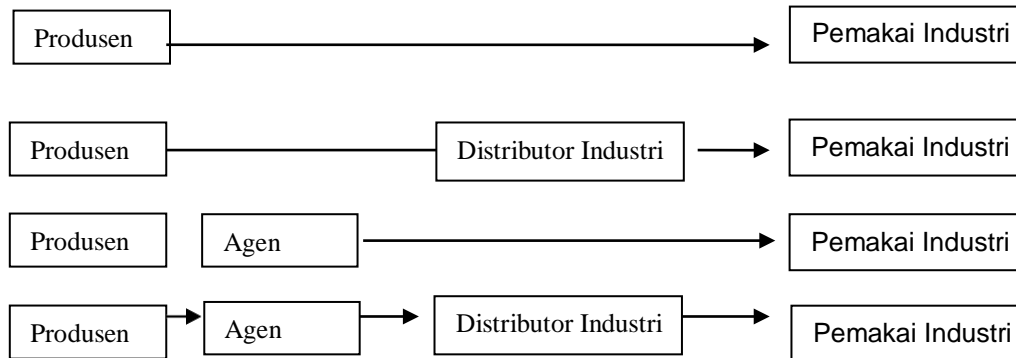 Produsen Pemakai Industri
Produsen Distributor Industri Pemakai Industri
Produsen Agen Pemakai Industri
Produsen Agen Distributor Industri Pemakai Industri